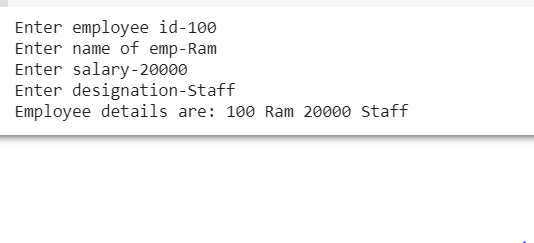 Enter employee id-100
Enter name of emp-Ram
Enter salary-20000
Enter designation-Staff
Employee details are: 100 Ram 20000 Staff